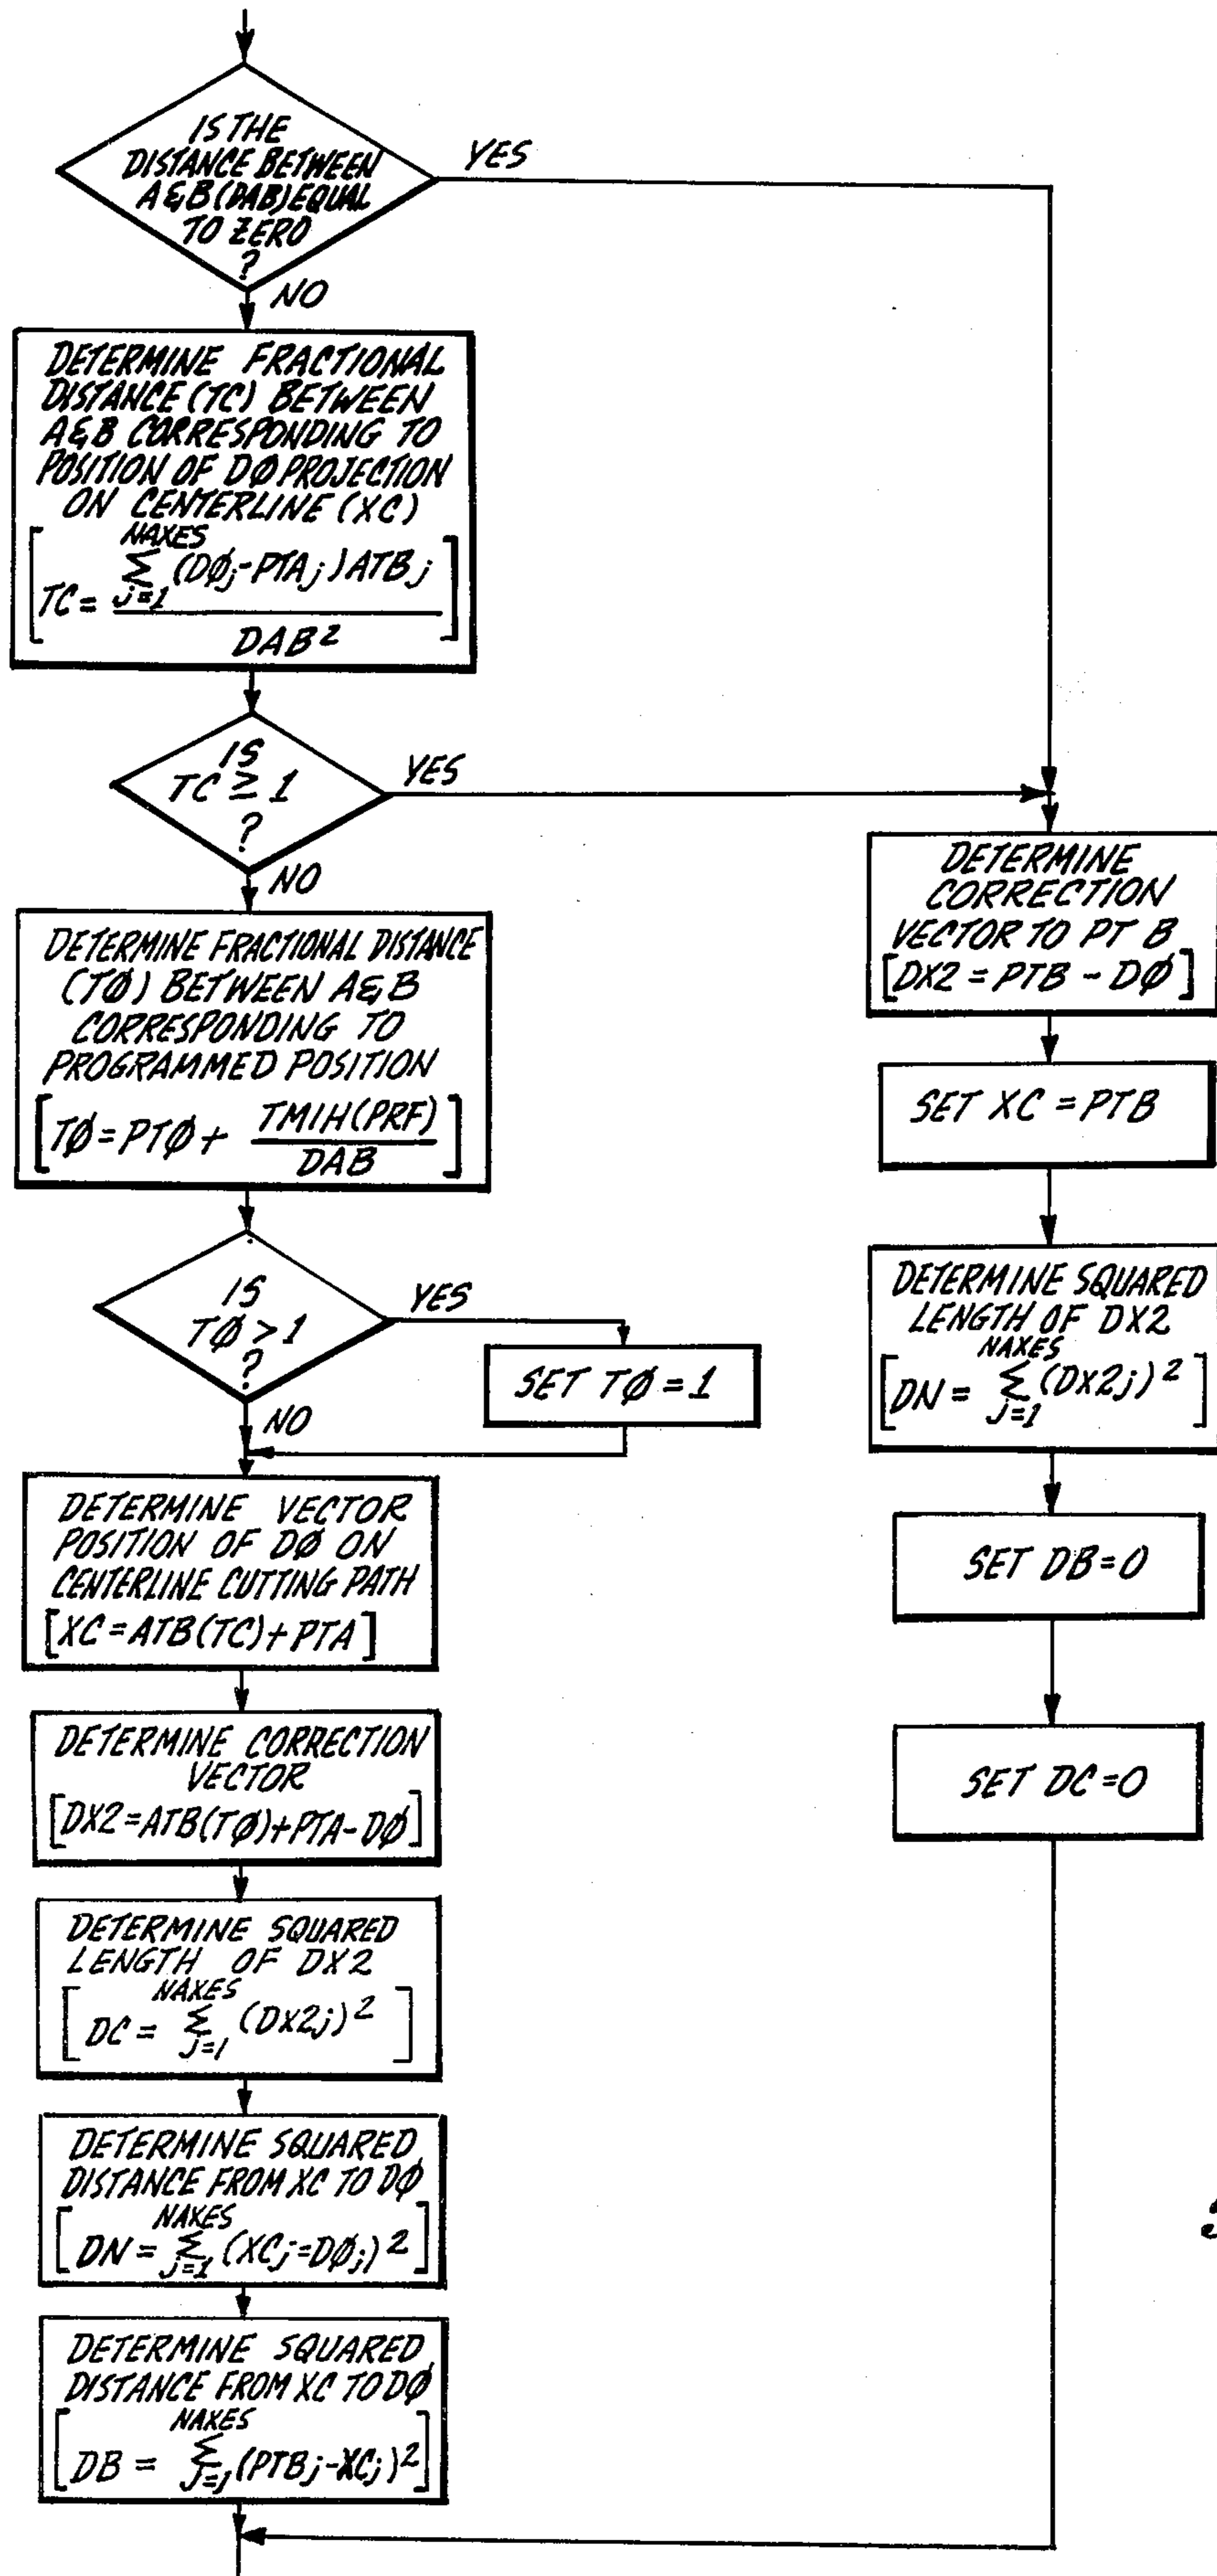 IS THE
DISTANCE BETWEEN
A&B (DAB) EQUAL
TO ZERO
?
YES
NO
DETERMINE FRACTIONAL
DISTANCE (TC) BETWEEN
A&B CORRESPONDING TO
POSITION OF DØ PROJECTION
ON CENTERLINE (XC)
NAXES
[TC = Σ (DØj-PTAj) ATBj]
j=1
DAB²
IS
TC ≥ 1
?
YES
NO
DETERMINE FRACTIONAL DISTANCE
(TØ) BETWEEN A&B
CORRESPONDING TO
PROGRAMMED POSITION
[TØ = PTØ + TMIH(PRF)]
DAB
IS
TØ > 1
?
YES
SET TØ = 1
NO
DETERMINE VECTOR
POSITION OF DØ ON
CENTERLINE CUTTING PATH
[XC = ATB(TC) + PTA]
DETERMINE CORRECTION
VECTOR
[DX2 = ATB(TØ) + PTA - DØ]
DETERMINE SQUARED
LENGTH OF DX2
NAXES
[DC = Σ (DX2j)²]
J=1
DETERMINE SQUARED
DISTANCE FROM XC TO DØ
NAXES
[DN = Σ (XCj=DØj)²]
j=1
DETERMINE SQUARED
DISTANCE FROM XC TO DØ
NAXES
[DB = Σ (PTBj-XCj)²]
J=1
DETERMINE
CORRECTION
VECTOR TO PT B
[DX2 = PTB - DØ]
SET XC = PTB
DETERMINE SQUARED
LENGTH OF DX2
NAXES
[DN = Σ (DX2j)²]
J=1
SET DB = 0
SET DC = 0